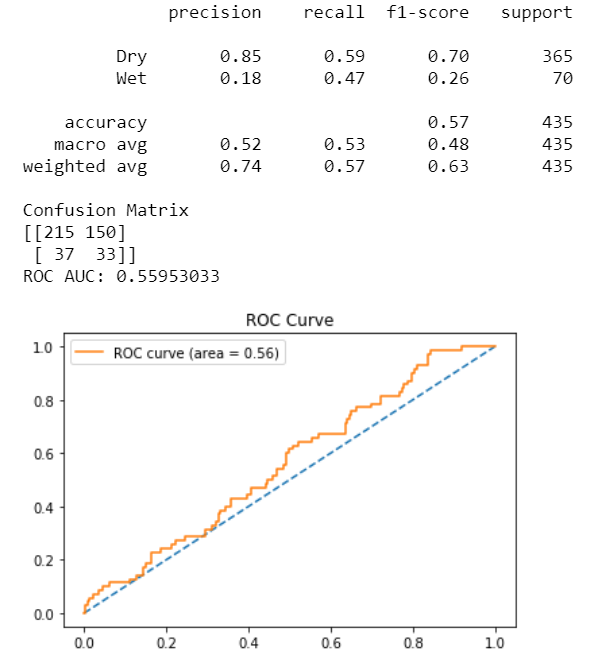 precision recall f1-score support
Dry 0.85 0.59 0.70 365
Wet 0.18 0.47 0.26 70
accuracy 0.57 435
macro avg 0.52 0.53 0.48 435
weighted avg 0.74 0.57 0.63 435
Confusion Matrix
[[215 150]
[ 37 33]]
ROC AUC: 0.55953033
ROC Curve
ROC curve (area = 0.56)
1.0
0.8
0.6
0.4
0.2
0.0
0.0 0.2 0.4 0.6 0.8 1.0